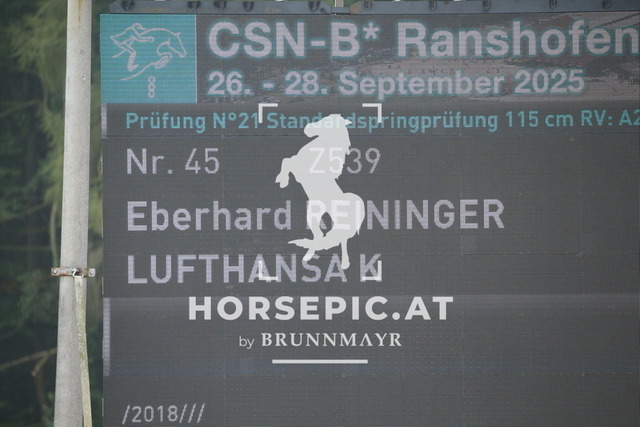 CSN-B* Ranshofen
26. - 28. September 2025
Prüfung N°21 Standardspringprüfung 115 cm RV: A2
Nr. 45 Z539
Eberhard REININGER
LUFTHANSA K
HORSEPIC.AT
by BRUNNMAYR
/2018///